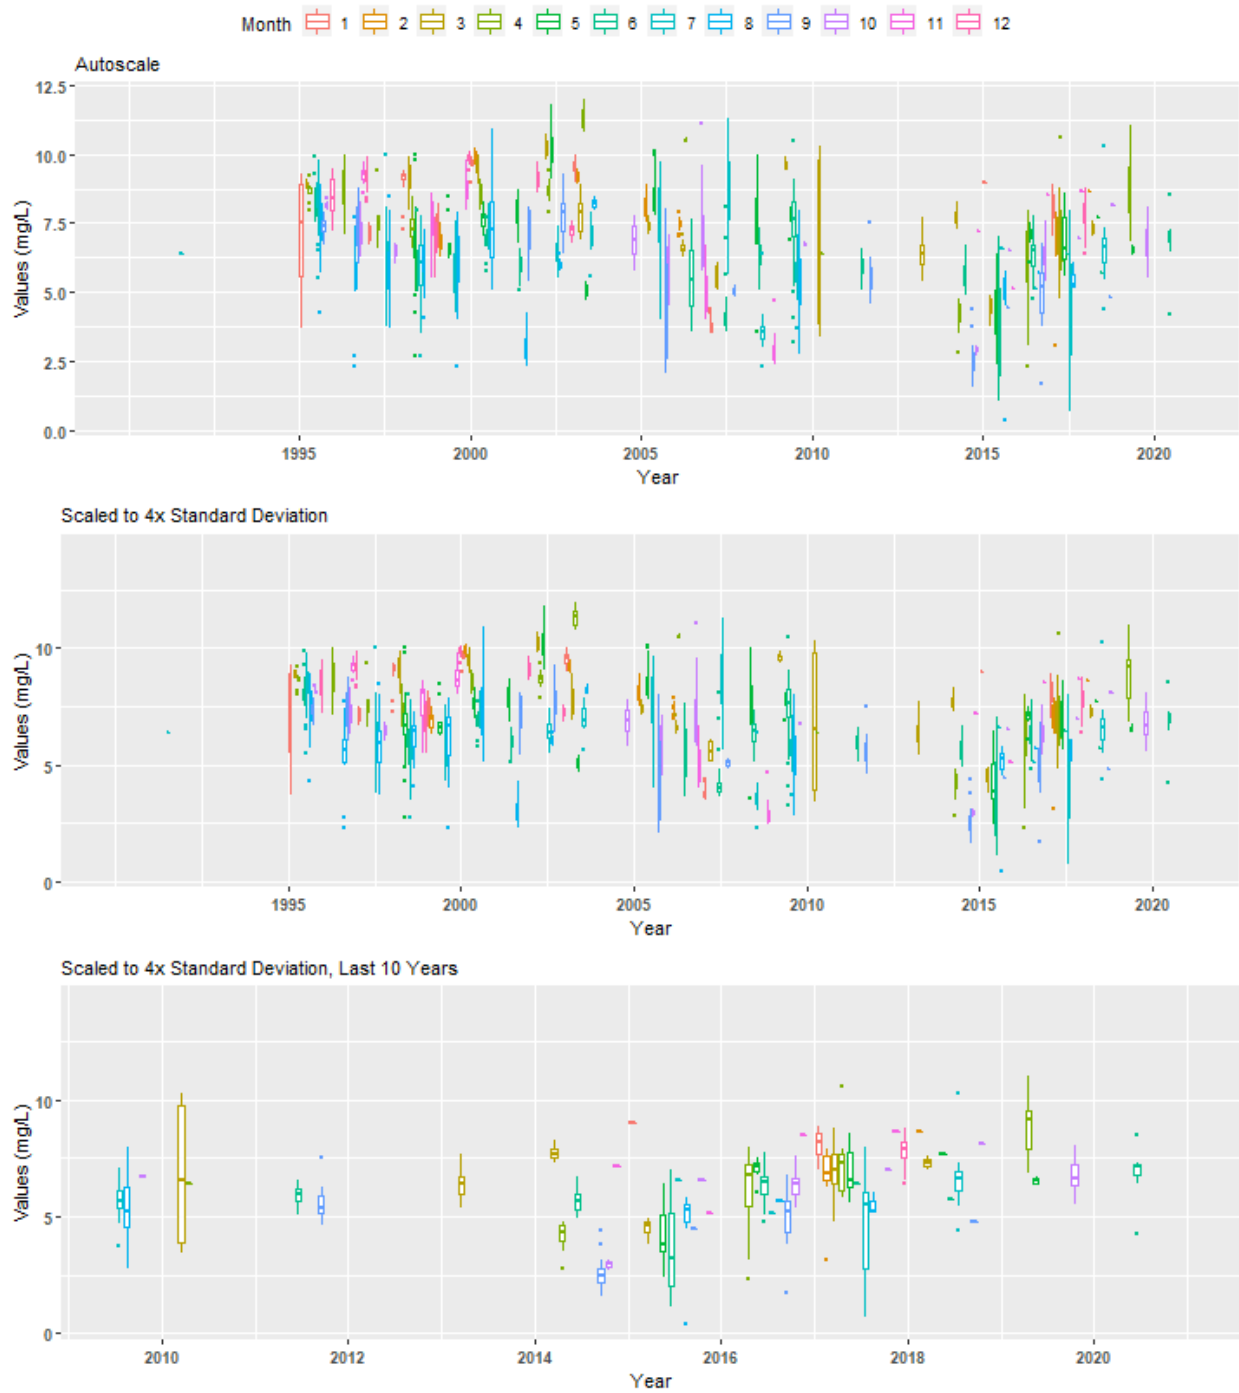 Month 1 2 3 4 5 6 7 8 9 10 11 12
Autoscale
12.5
10.0
7.5
5.0
2.5
0.0
Values (mg/L)
1995 2000 2005 2010 2015 2020
Year
Scaled to 4x Standard Deviation
10
5
0
Values (mg/L)
1995 2000 2005 2010 2015 2020
Year
Scaled to 4x Standard Deviation, Last 10 Years
10
5
0
Values (mg/L)
2010 2012 2014 2016 2018 2020
Year